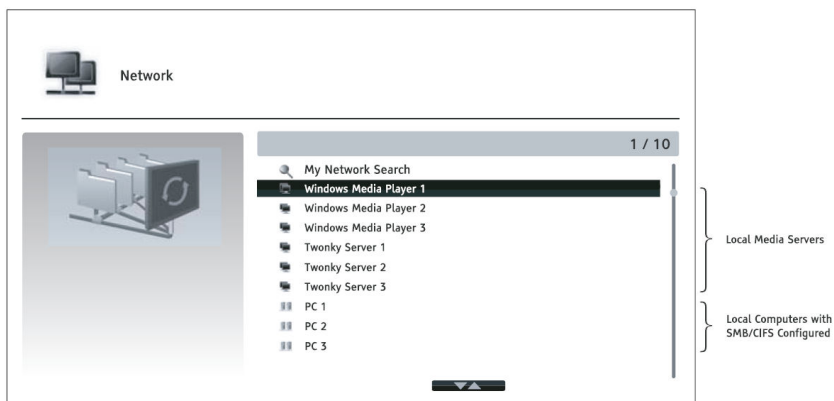 Network
1 / 10
My Network Search
Windows Media Player 1
Windows Media Player 2
Windows Media Player 3
Twonky Server 1
Twonky Server 2
Twonky Server 3
PC 1
PC 2
PC 3
Local Media Servers
Local Computers with
SMB/CIFS Configured